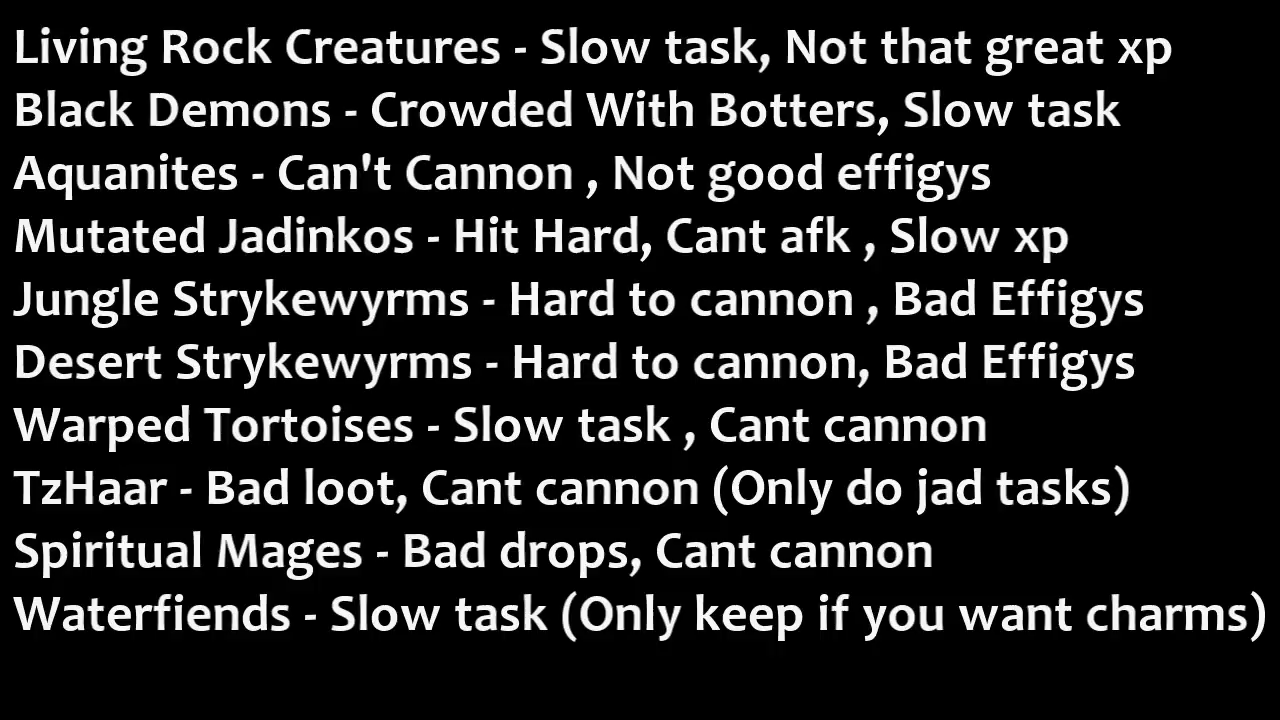 Living Rock Creatures - Slow task, Not that great xp
Black Demons - Crowded With Botters, Slow task
Aquanites - Can't Cannon , Not good effigys
Mutated Jadinkos - Hit Hard, Cant afk , Slow xp
Jungle Strykewyrms - Hard to cannon , Bad Effigys
Desert Strykewyrms - Hard to cannon, Bad Effigys
Warped Tortoises - Slow task , Cant cannon
TzHaar - Bad loot, Cant cannon (Only do jad tasks)
Spiritual Mages - Bad drops, Cant cannon
Waterfiends - Slow task (Only keep if you want charms)